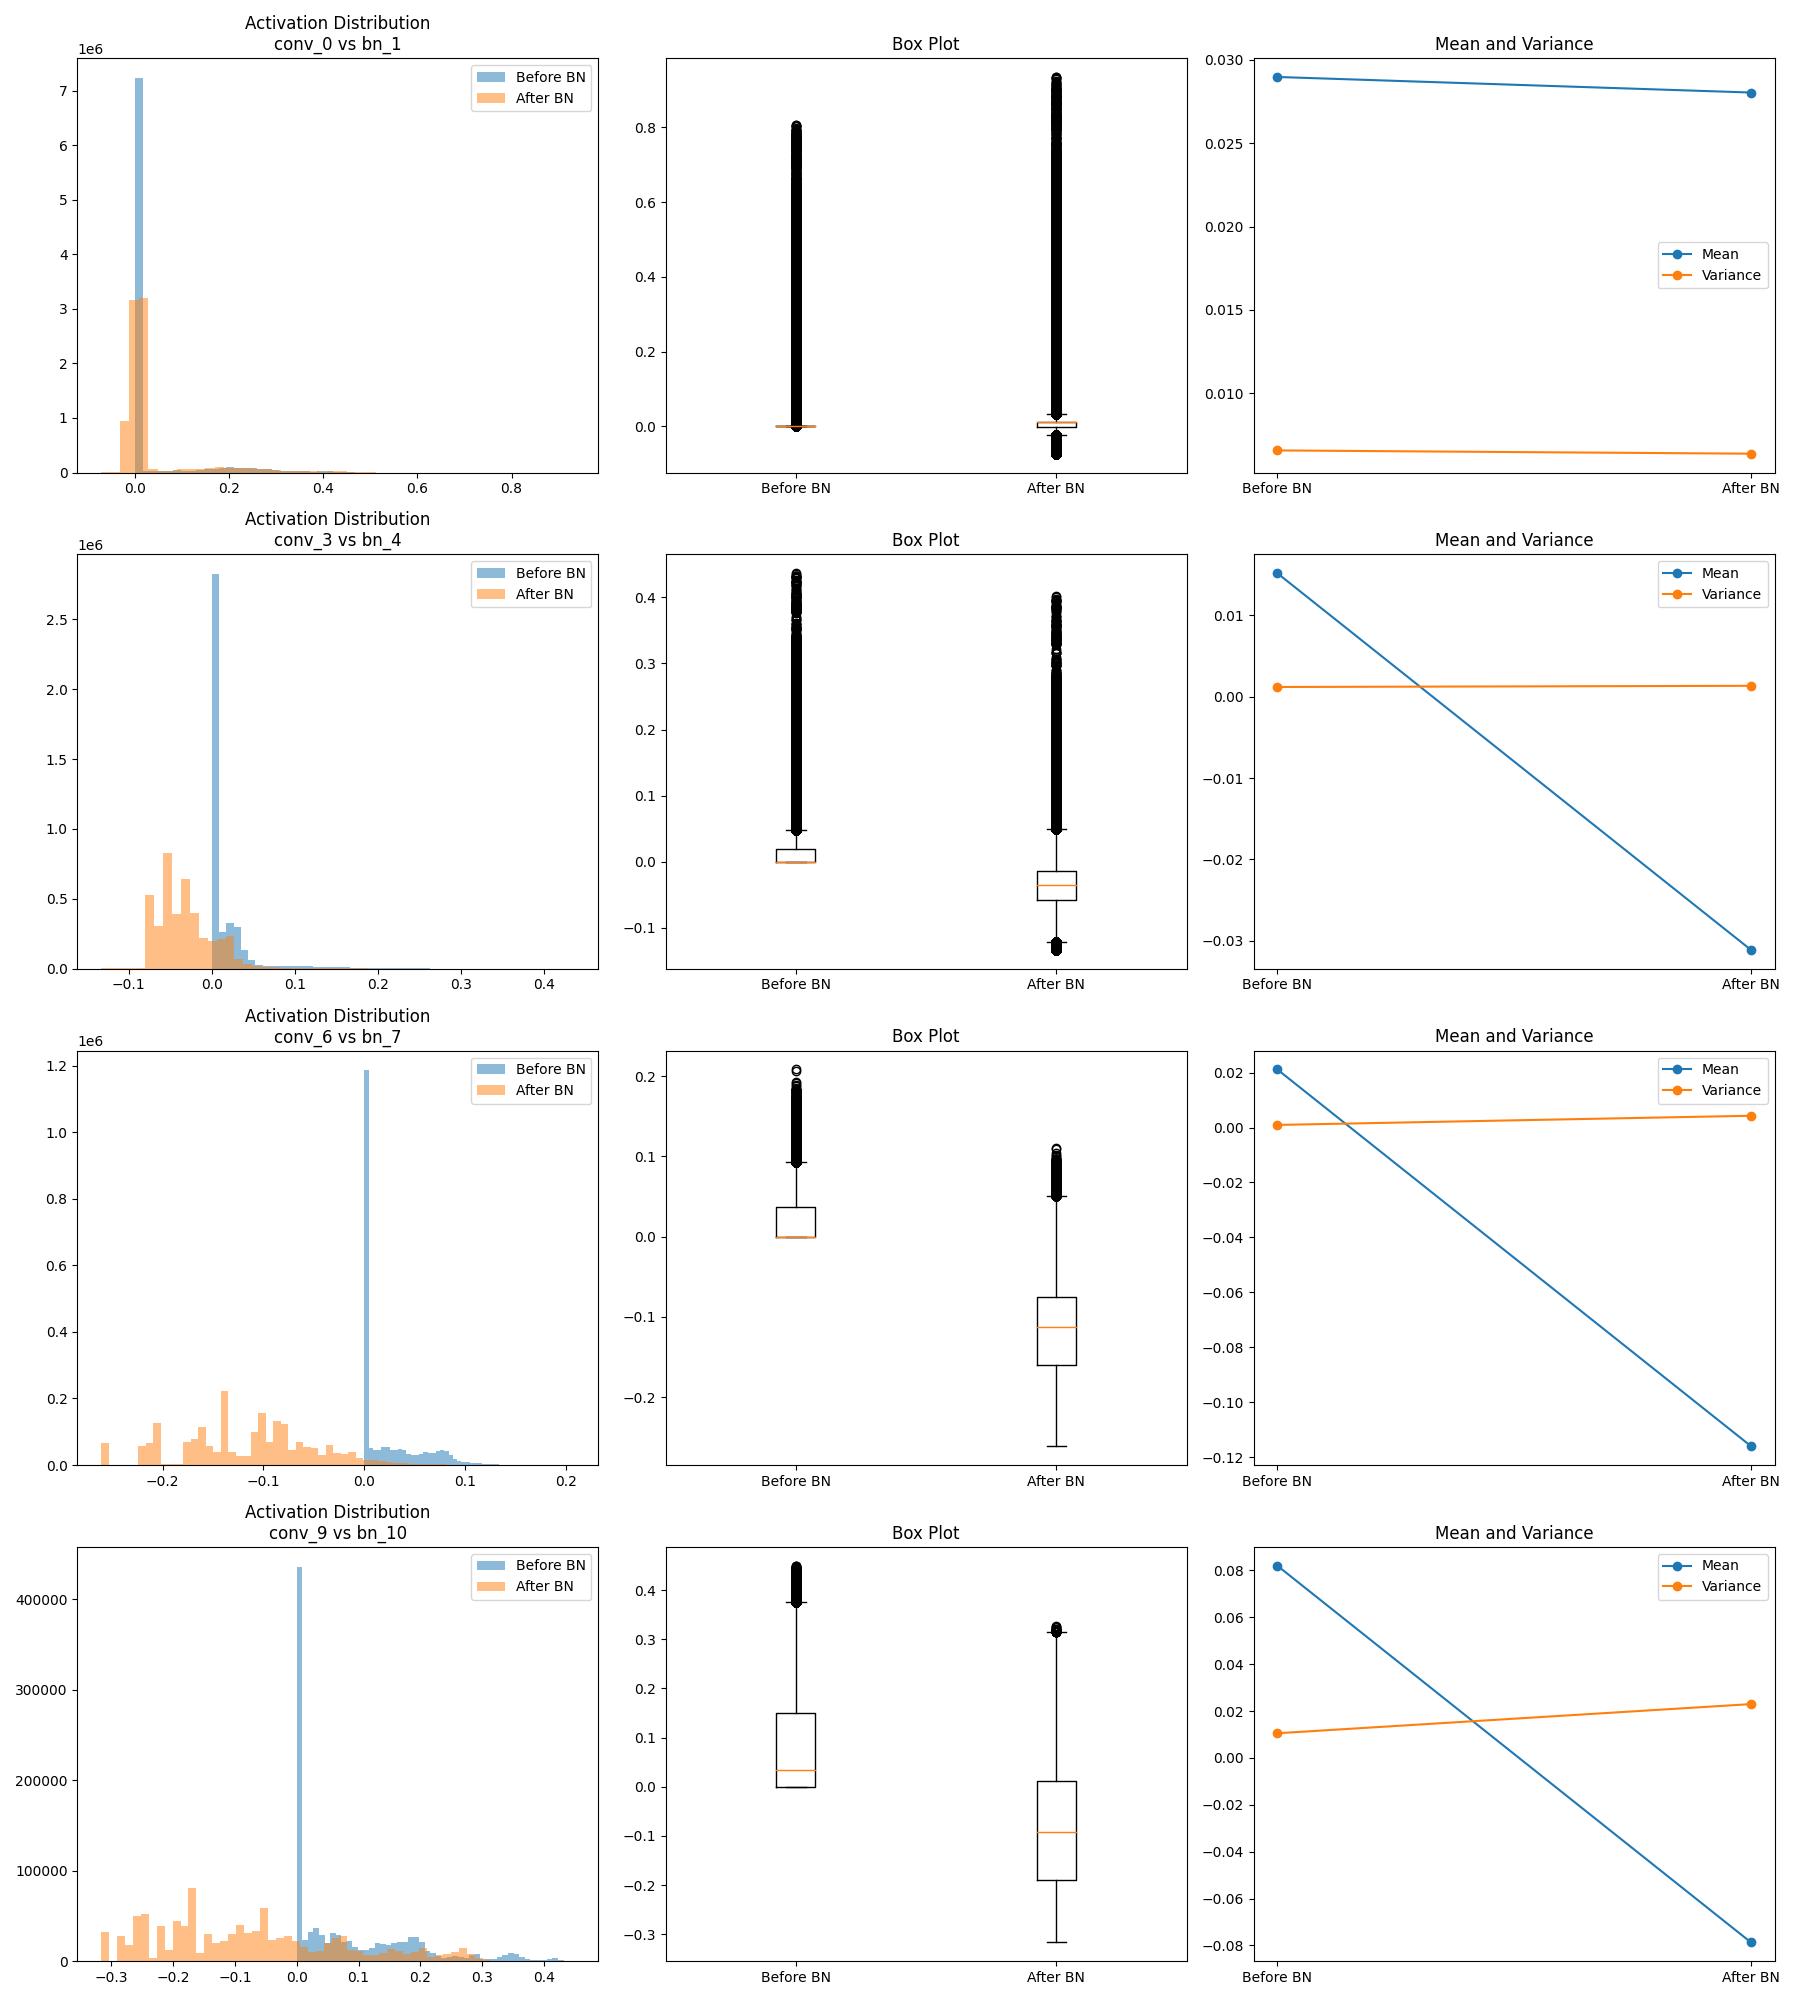 Activation Distribution
conv_0 vs bn_1
1e6
Before BN
After BN
7
6
5
4
3
2
1
0
0.0 0.2 0.4 0.6 0.8
Box Plot
0.8
0.6
0.4
0.2
0.0
Before BN After BN
Mean and Variance
0.030
0.025
0.020
0.015
0.010
Mean
Variance
Before BN After BN
Activation Distribution
conv_3 vs bn_4
1e6
Before BN
After BN
2.5
2.0
1.5
1.0
0.5
0.0
−0.1 0.0 0.1 0.2 0.3 0.4
Box Plot
0.4
0.3
0.2
0.1
0.0
−0.1
Before BN After BN
Mean and Variance
Mean
Variance
0.01
0.00
−0.01
−0.02
−0.03
Before BN After BN
Activation Distribution
conv_6 vs bn_7
1e6
Before BN
After BN
1.2
1.0
0.8
0.6
0.4
0.2
0.0
−0.2 −0.1 0.0 0.1 0.2
Box Plot
0.2
0.1
0.0
−0.1
−0.2
Before BN After BN
Mean and Variance
Mean
Variance
0.02
0.00
−0.02
−0.04
−0.06
−0.08
−0.10
−0.12
Before BN After BN
Activation Distribution
conv_9 vs bn_10
Before BN
After BN
400000
300000
200000
100000
0
−0.3 −0.2 −0.1 0.0 0.1 0.2 0.3 0.4
Box Plot
0.4
0.3
0.2
0.1
0.0
−0.1
−0.2
−0.3
Before BN After BN
Mean and Variance
Mean
Variance
0.08
0.06
0.04
0.02
0.00
−0.02
−0.04
−0.06
−0.08
Before BN After BN